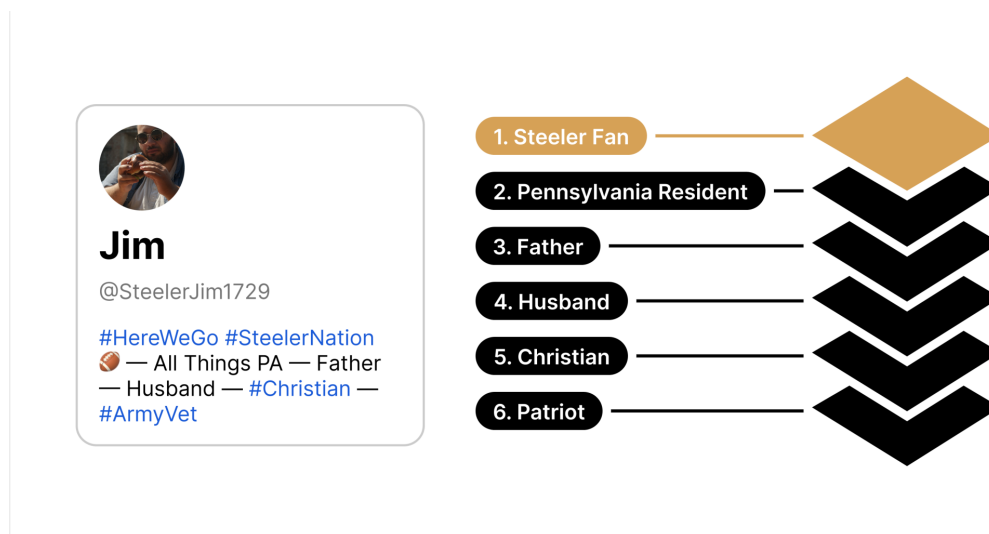 Jim
@SteelerJim1729
#HereWeGo #SteelerNation
🏈 — All Things PA — Father
— Husband — #Christian —
#ArmyVet
1. Steeler Fan
2. Pennsylvania Resident
3. Father
4. Husband
5. Christian
6. Patriot